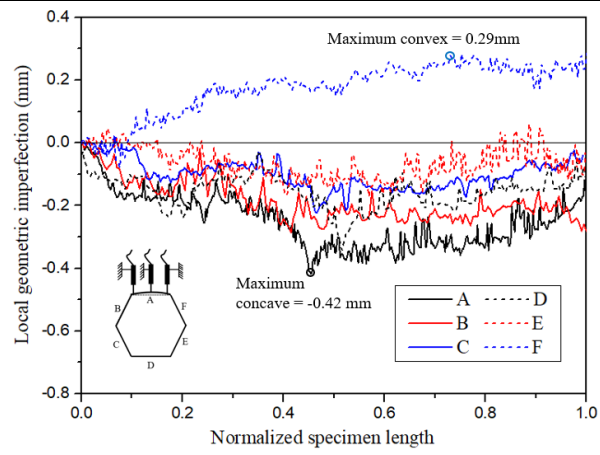 0.4
Maximum convex = 0.29mm
0.2
0.0
-0.2
-0.4
-0.6
-0.8
Local geometric imperfection (mm)
Maximum
concave = -0.42 mm
A
B
F
C
E
D
A D
B E
C F
0.0 0.2 0.4 0.6 0.8 1.0
Normalized specimen length